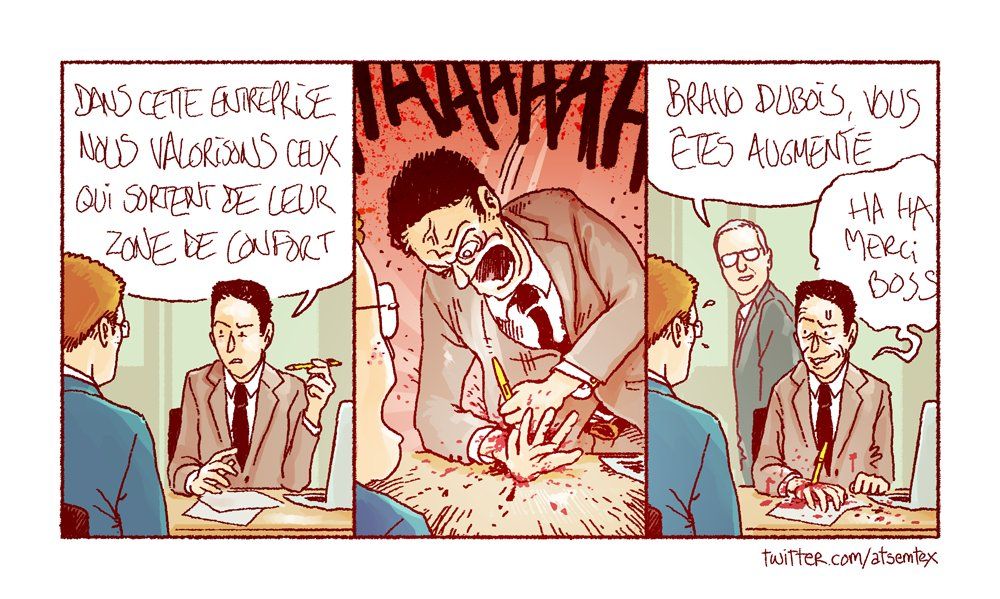 DANS CETTE ENTREPRISE
NOUS VALORISONS CEUX
QUI SORTENT DE LEUR
ZONE DE CONFORT
AAAHAAAH
BRAVO DUBOIS, VOUS
ÊTES AUGMENTÉ
HA HA
MERCI
BOSS
twitter.com/atsemtex